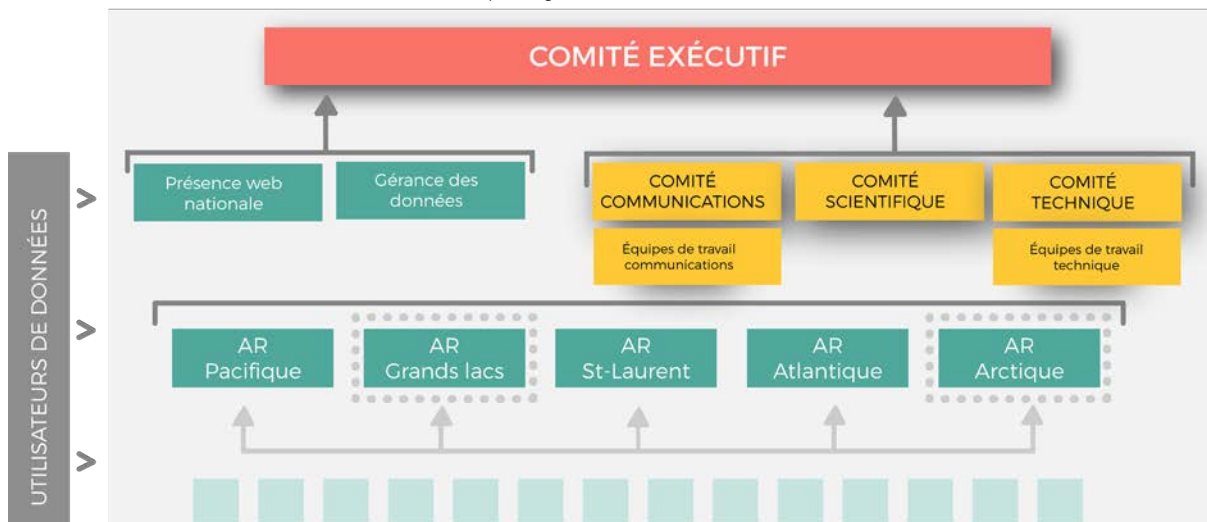 COMITÉ EXÉCUTIF
Présence web
nationale
Gérance des
données
COMITÉ
COMMUNICATIONS
COMITÉ
SCIENTIFIQUE
COMITÉ
TECHNIQUE
Équipes de travail
communications
Équipes de travail
technique
UTILISATEURS DE DONNÉES
AR
Pacifique
AR
Grands lacs
AR
St-Laurent
AR
Atlantique
AR
Arctique